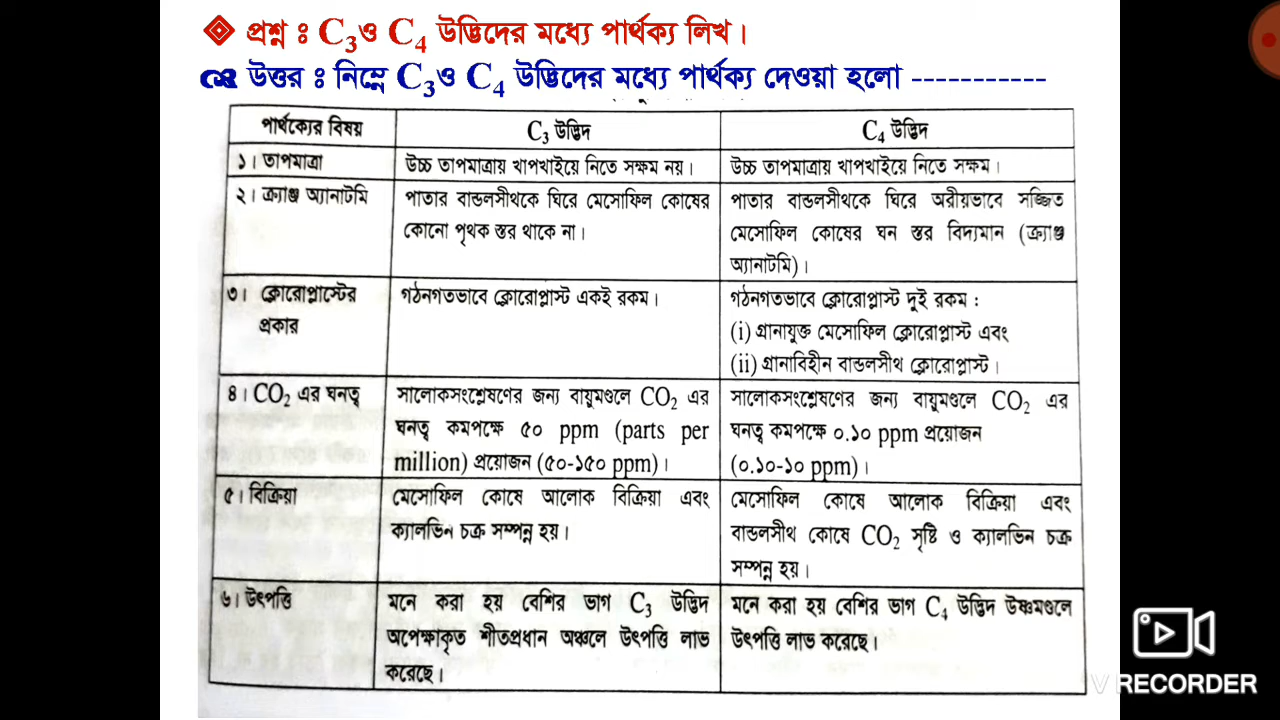 ❖ প্রশ্ন ঃ C3ও C4 উদ্ভিদের মধ্যে পার্থক্য লিখ।
উত্তর ঃ নিম্নে C3ও C4 উদ্ভিদের মধ্যে পার্থক্য দেওয়া হলো -----------
পার্থক্যের বিষয়
C3 উদ্ভিদ
C4 উদ্ভিদ
১। তাপমাত্রা
উচ্চ তাপমাত্রায় খাপখাইয়ে নিতে সক্ষম নয়।
উচ্চ তাপমাত্রায় খাপখাইয়ে নিতে সক্ষম।
২। ক্র্যাঞ্জ অ্যানাটমি
পাতার বান্ডলসীথকে ঘিরে মেসোফিল কোষের
কোনো পৃথক স্তর থাকে না।
পাতার বান্ডলসীথকে ঘিরে অরীয়ভাবে সজ্জিত
মেসোফিল কোষের ঘন স্তর বিদ্যমান (ক্র্যাঞ্জ
অ্যানাটমি)।
৩। ক্লোরোপ্লাস্টের
প্রকার
গঠনগতভাবে ক্লোরোপ্লাস্ট একই রকম।
গঠনগতভাবে ক্লোরোপ্লাস্ট দুই রকম :
(i) গ্রানাযুক্ত মেসোফিল ক্লোরোপ্লাস্ট এবং
(ii) গ্রানাবিহীন বান্ডলসীথ ক্লোরোপ্লাস্ট।
৪। CO2 এর ঘনত্ব
সালোকসংশ্লেষণের জন্য বায়ুমণ্ডলে CO2 এর
ঘনত্ব কমপক্ষে ৫০ ppm (parts per
million) প্রয়োজন (৫০-১৫০ ppm)।
সালোকসংশ্লেষণের জন্য বায়ুমণ্ডলে CO2 এর
ঘনত্ব কমপক্ষে ০.১০ ppm প্রয়োজন
(০.১০-১০ ppm)।
৫। বিক্রিয়া
মেসোফিল কোষে আলোক বিক্রিয়া এবং
ক্যালভিন চক্র সম্পন্ন হয়।
মেসোফিল কোষে আলোক বিক্রিয়া এবং
বান্ডলসীথ কোষে CO2 সৃষ্টি ও ক্যালভিন চক্র
সম্পন্ন হয়।
৬। উৎপত্তি
মনে করা হয় বেশির ভাগ C3 উদ্ভিদ
অপেক্ষাকৃত শীতপ্রধান অঞ্চলে উৎপত্তি লাভ
করেছে।
মনে করা হয় বেশির ভাগ C4 উদ্ভিদ উষ্ণমণ্ডলে
উৎপত্তি লাভ করেছে।
V RECORDER